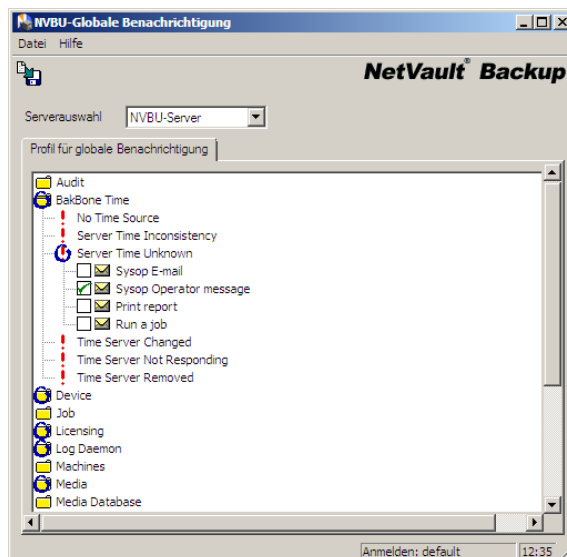 NVBU-Globale Benachrichtigung
Datei Hilfe
NetVault® Backup
Serverauswahl NVBU-Server
Profil für globale Benachrichtigung
Audit
BakBone Time
No Time Source
Server Time Inconsistency
Server Time Unknown
Sysop E-mail
Sysop Operator message
Print report
Run a job
Time Server Changed
Time Server Not Responding
Time Server Removed
Device
Job
Licensing
Log Daemon
Machines
Media
Media Database
Anmelden: default 12:35